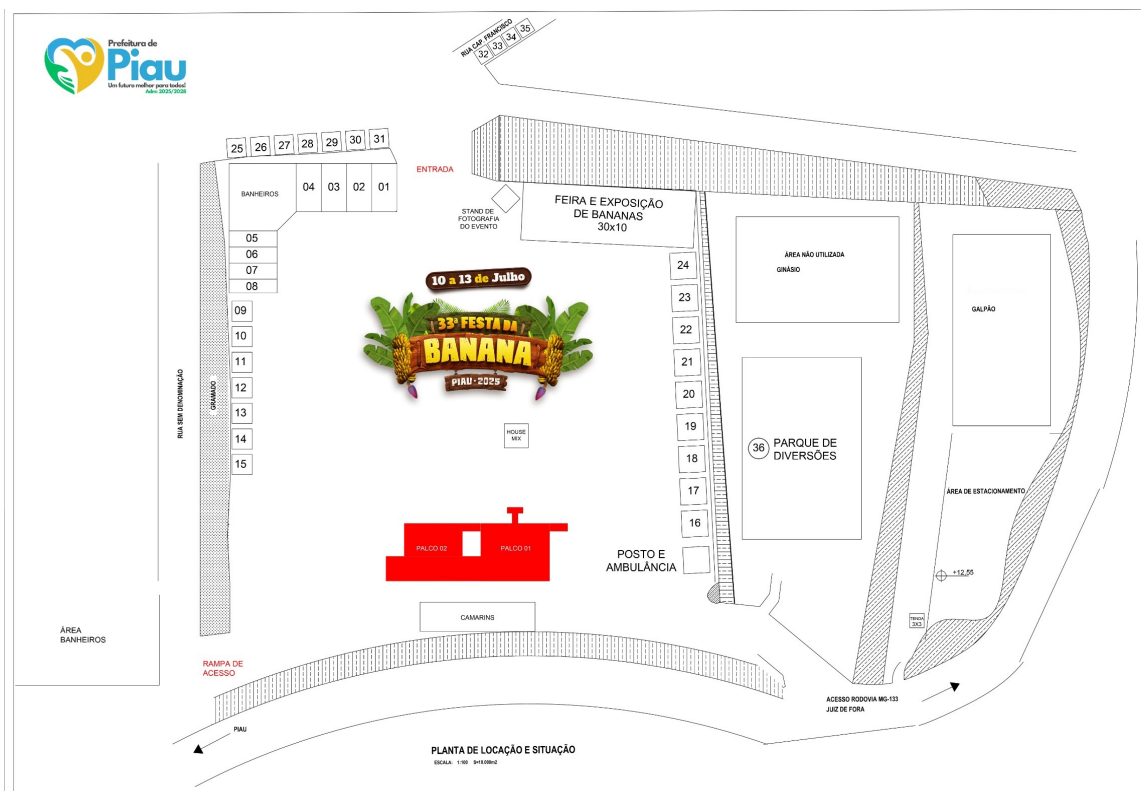 Prefeitura de
Piau
Um futuro melhor para todos!
Adm: 2025/2028
RUA CAP. FRANCISCO
32 33 34 35
25 26 27 28 29 30 31
ENTRADA
BANHEIROS
04 03 02 01
STAND DE
FOTOGRAFIA
DO EVENTO
FEIRA E EXPOSIÇÃO
DE BANANAS
30x10
05
06
07
08
09
10
11
12
13
14
15
RUA SEM DENOMINAÇÃO
GRAMADO
10 a 13 de Julho
33ª FESTA DA
BANANA
PIAU • 2025
HOUSE
MIX
24
23
22
21
20
19
18
17
16
ÁREA NÃO UTILIZADA
GINÁSIO
GALPÃO
36 PARQUE DE
DIVERSÕES
ÁREA DE ESTACIONAMENTO
+12,55
TENDA
3X3
PALCO 02
PALCO 01
POSTO E
AMBULÂNCIA
CAMARINS
ÁREA
BANHEIROS
RAMPA DE
ACESSO
PIAU
ACESSO RODOVIA MG-133
JUIZ DE FORA
PLANTA DE LOCAÇÃO E SITUAÇÃO
ESCALA: 1:100 S=18.098m2